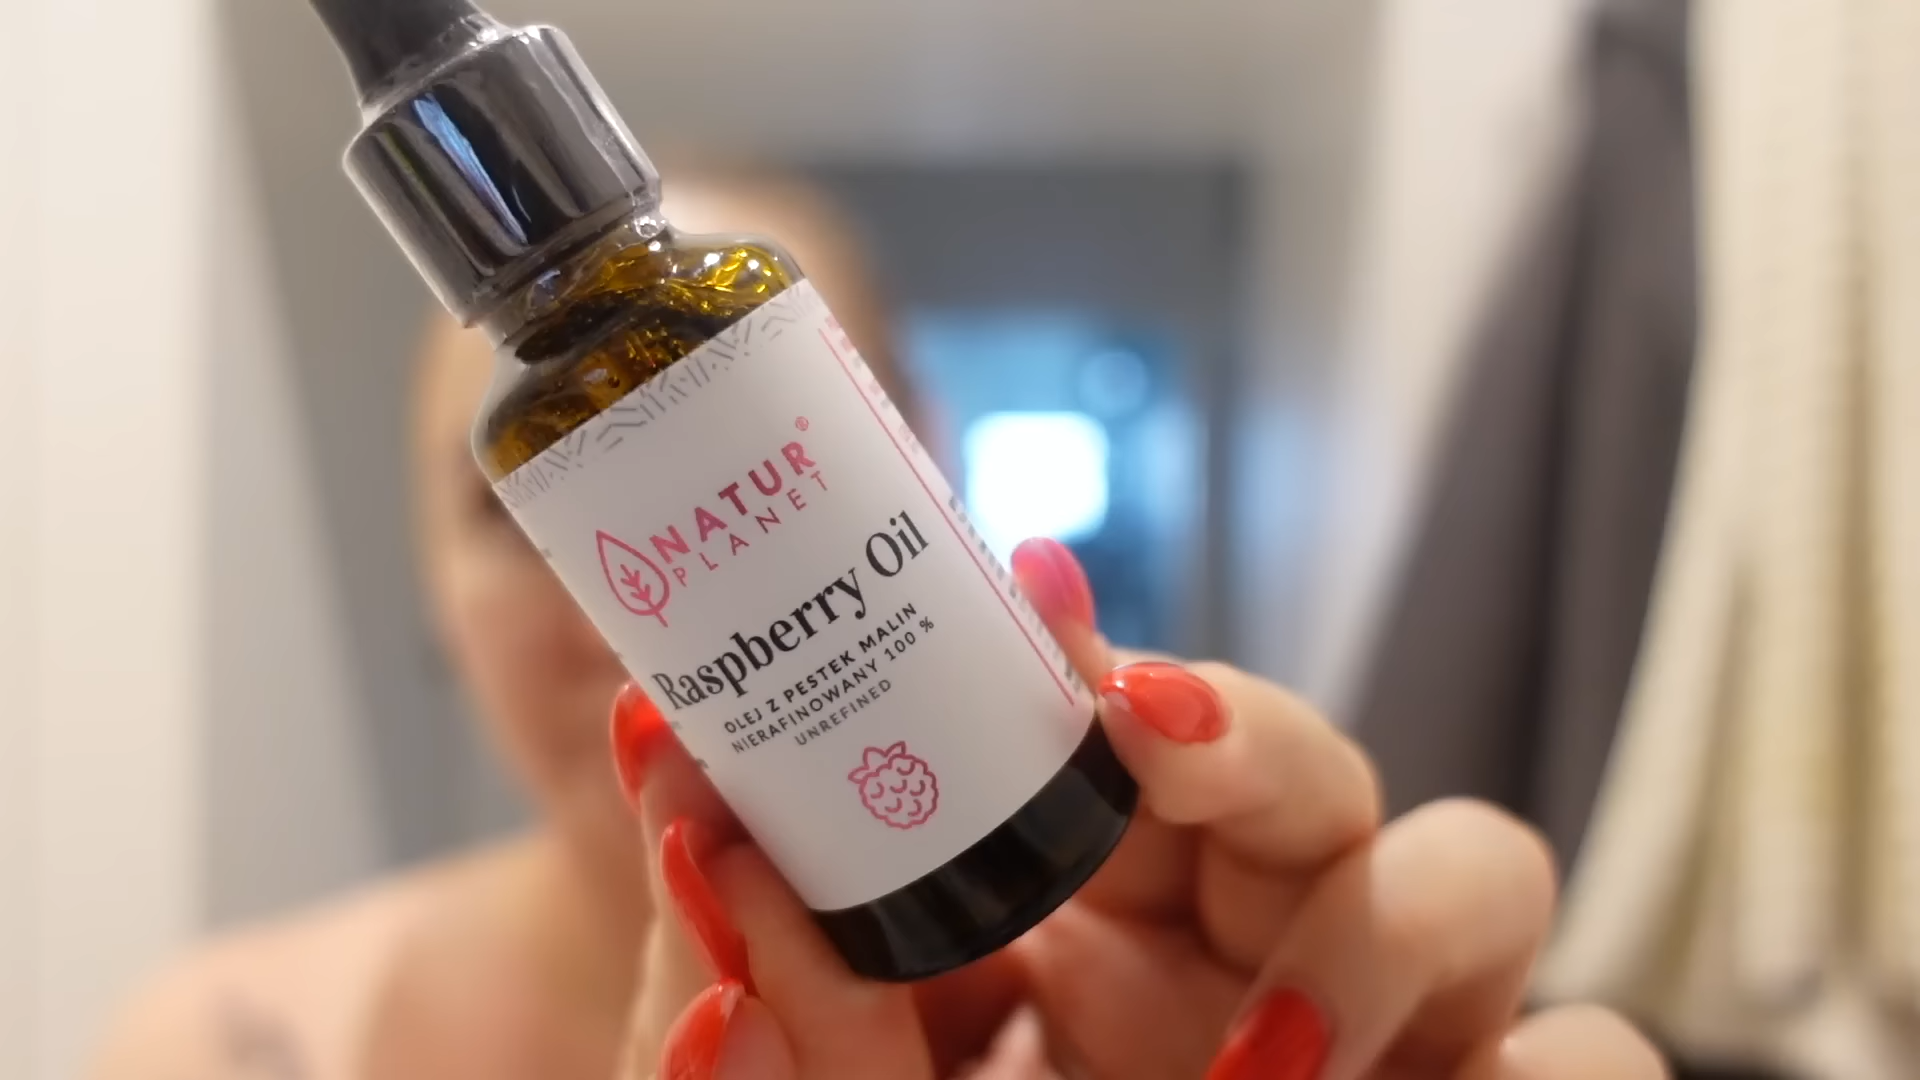 NATUR®
PLANET
Raspberry Oil
OLEJ Z PESTEK MALIN
NIERAFINOWANY 100 %
UNREFINED